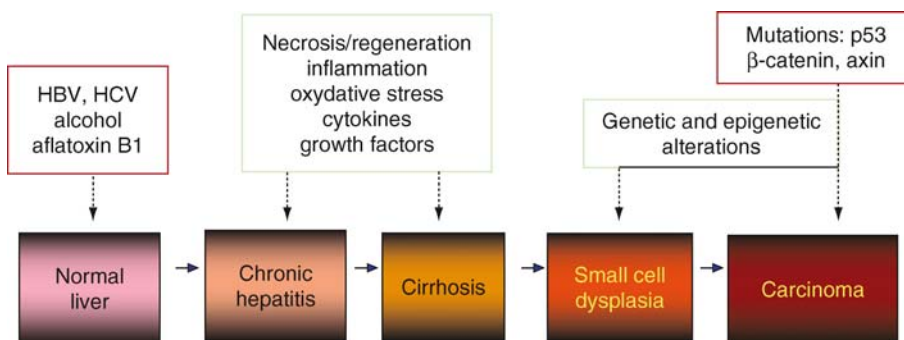 HBV, HCV
alcohol
aflatoxin B1
Necrosis/regeneration
inflammation
oxydative stress
cytokines
growth factors
Mutations: p53
β-catenin, axin
Genetic and epigenetic
alterations
Normal
liver
Chronic
hepatitis
Cirrhosis
Small cell
dysplasia
Carcinoma